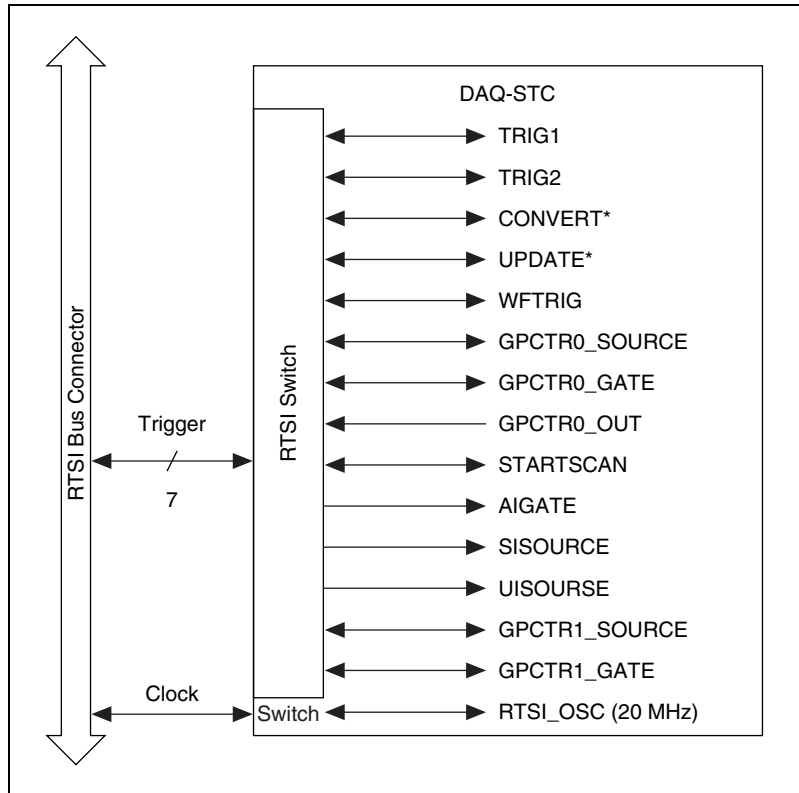 DAQ-STC
TRIG1
TRIG2
CONVERT*
UPDATE*
WFTRIG
GPCTR0_SOURCE
GPCTR0_GATE
GPCTR0_OUT
STARTSCAN
AIGATE
SISOURCE
UISOURSE
GPCTR1_SOURCE
GPCTR1_GATE
RTSI_OSC (20 MHz)
RTSI Switch
Switch
Trigger
7
Clock
RTSI Bus Connector